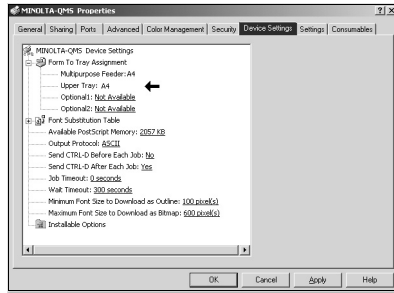 MINOLTA-QMS Properties
General Sharing Ports Advanced Color Management Security Device Settings Settings Consumables
MINOLTA-QMS Device Settings
Form To Tray Assignment
Multipurpose Feeder: A4
Upper Tray: A4
Optional1: Not Available
Optional2: Not Available
Font Substitution Table
Available PostScript Memory: 2057 KB
Output Protocol: ASCII
Send CTRL-D Before Each Job: No
Send CTRL-D After Each Job: Yes
Job Timeout: 0 seconds
Wait Timeout: 300 seconds
Minimum Font Size to Download as Outline: 100 pixel(s)
Maximum Font Size to Download as Bitmap: 600 pixel(s)
Installable Options
OK Cancel Apply Help